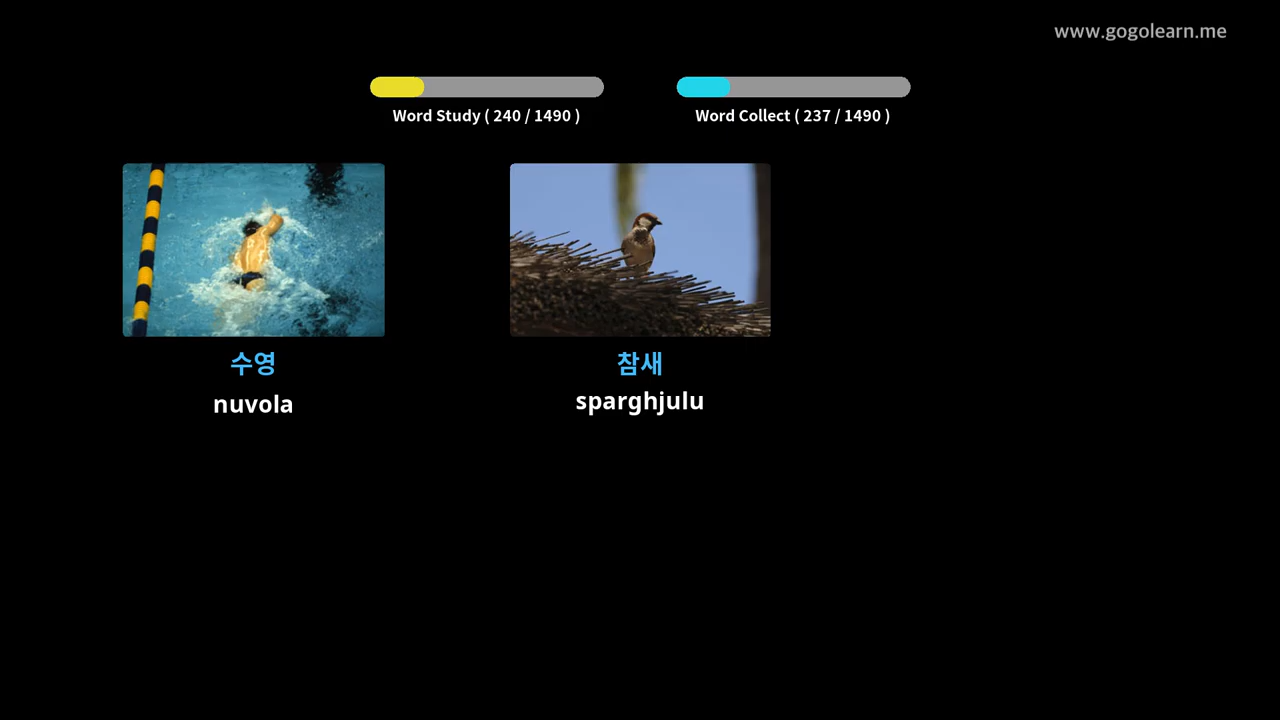 www.gogolearn.me
Word Study ( 240 / 1490 )
Word Collect ( 237 / 1490 )
수영
참새
nuvola
sparghjulu